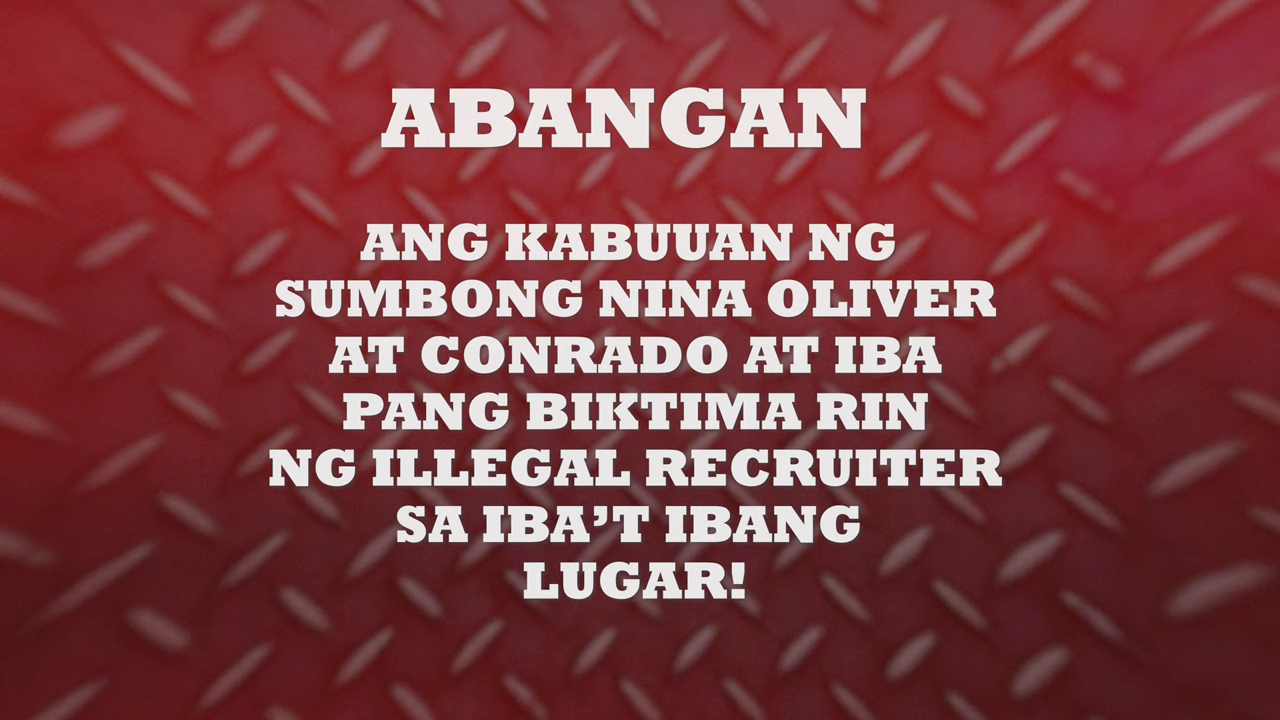 ABANGAN
ANG KABUUAN NG
SUMBONG NINA OLIVER
AT CONRADO AT IBA
PANG BIKTIMA RIN
NG ILLEGAL RECRUITER
SA IBA’T IBANG
LUGAR!